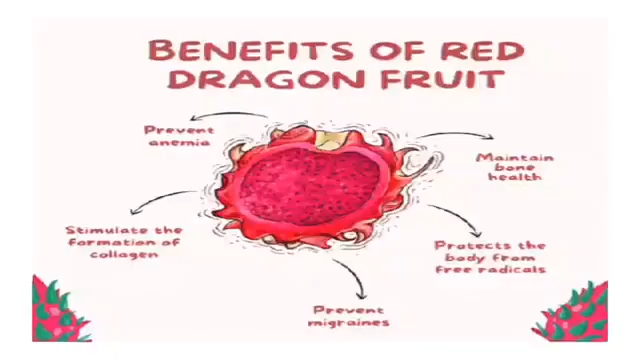 BENEFITS OF RED
DRAGON FRUIT
Prevent
anemia
Maintain
bone
health
Stimulate the
formation of
collagen
Protects the
body from
free radicals
Prevent
migraines